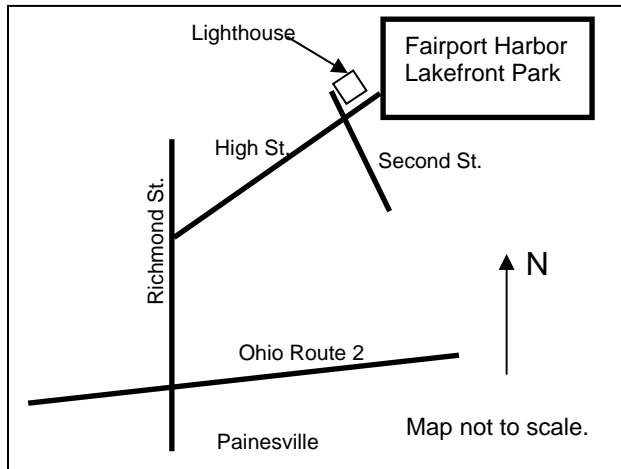 Lighthouse
Fairport Harbor
Lakefront Park
High St.
Second St.
Richmond St.
N
Ohio Route 2
Map not to scale.
Painesville